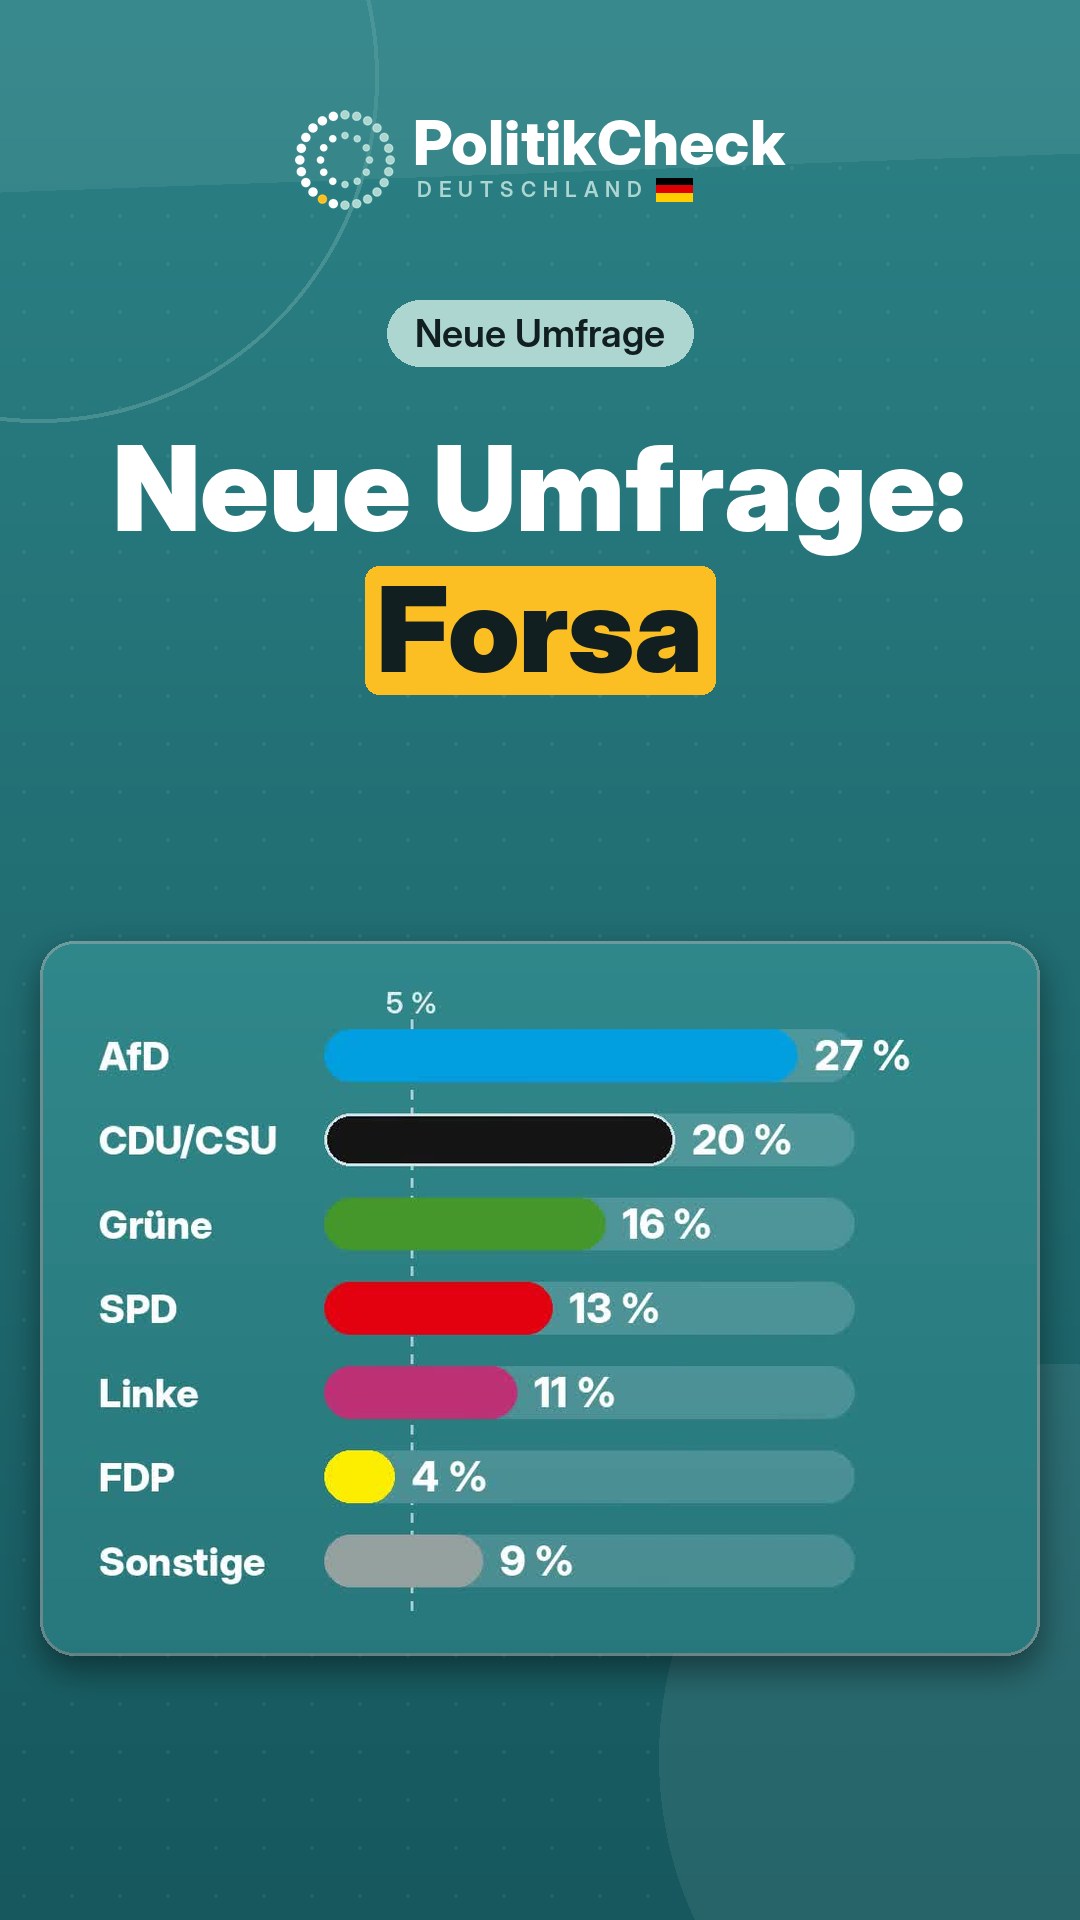 PolitikCheck
DEUTSCHLAND
Neue Umfrage
Neue Umfrage:
Forsa
5 %
AfD 27 %
CDU/CSU 20 %
Grüne 16 %
SPD 13 %
Linke 11 %
FDP 4 %
Sonstige 9 %